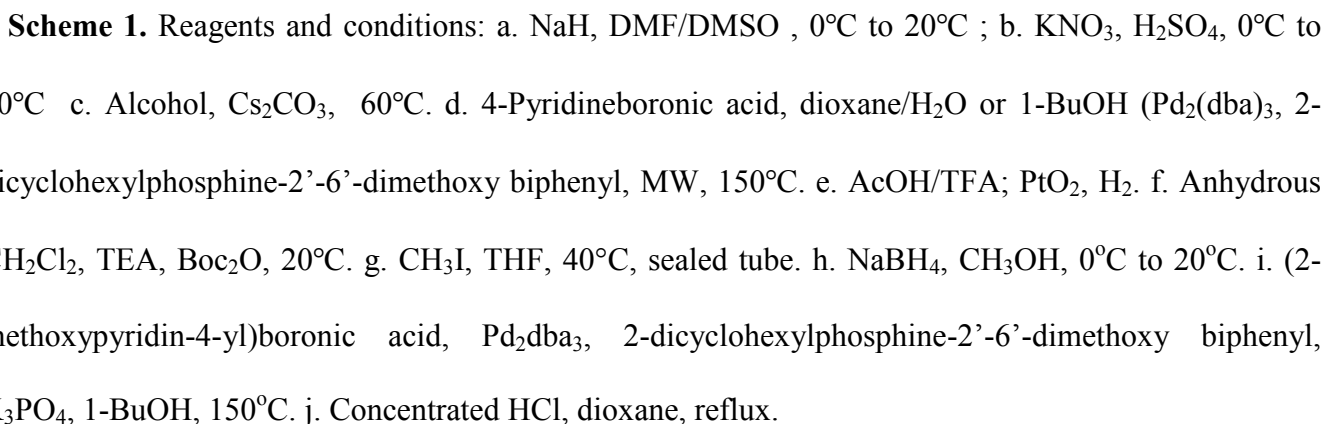 Scheme 1. Reagents and conditions: a. NaH, DMF/DMSO , 0°C to 20°C ; b. KNO₃, H₂SO₄, 0°C to
0°C c. Alcohol, Cs₂CO₃, 60°C. d. 4-Pyridineboronic acid, dioxane/H₂O or 1-BuOH (Pd₂(dba)₃, 2-
icyclohexylphosphine-2’-6’-dimethoxy biphenyl, MW, 150°C. e. AcOH/TFA; PtO₂, H₂. f. Anhydrous
CH₂Cl₂, TEA, Boc₂O, 20°C. g. CH₃I, THF, 40°C, sealed tube. h. NaBH₄, CH₃OH, 0°C to 20°C. i. (2-
methoxypyridin-4-yl)boronic acid, Pd₂dba₃, 2-dicyclohexylphosphine-2’-6’-dimethoxy biphenyl,
K₃PO₄, 1-BuOH, 150°C. j. Concentrated HCl, dioxane, reflux.